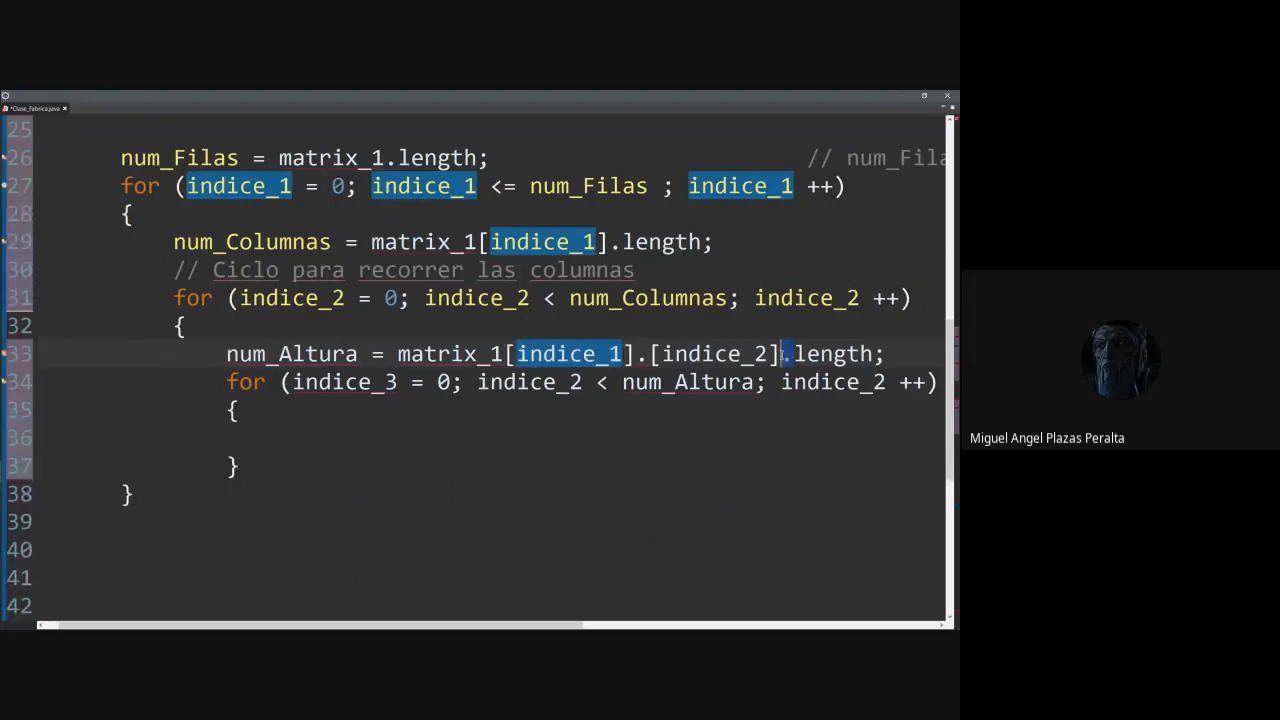 *Clase_Fabrica.java
25
26 num_Filas = matrix_1.length; // num_Fila
27 for (indice_1 = 0; indice_1 <= num_Filas ; indice_1 ++)
28 {
29 num_Columnas = matrix_1[indice_1].length;
30 // Ciclo para recorrer las columnas
31 for (indice_2 = 0; indice_2 < num_Columnas; indice_2 ++)
32 {
33 num_Altura = matrix_1[indice_1].[indice_2].length;
34 for (indice_3 = 0; indice_2 < num_Altura; indice_2 ++)
35 {
36
37 }
38 }
39
40
41
42
Miguel Angel Plazas Peralta